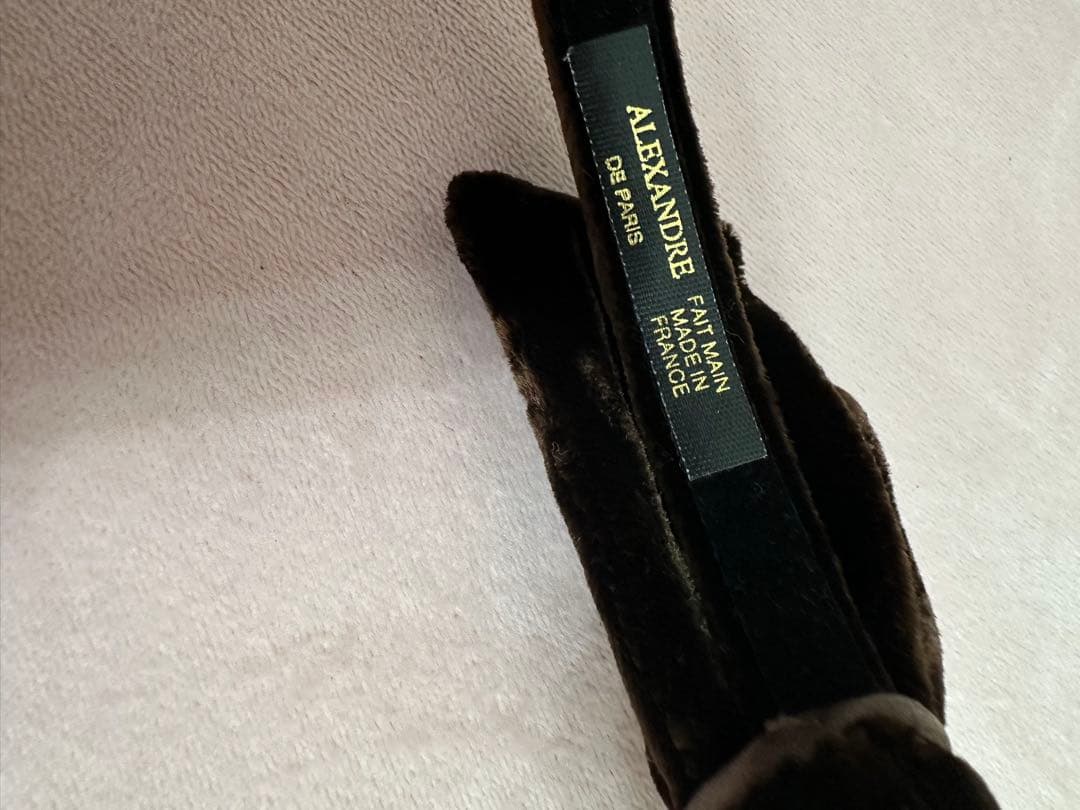 ALEXANDRE
DE PARIS
FAIT MAIN
MADE IN
FRANCE